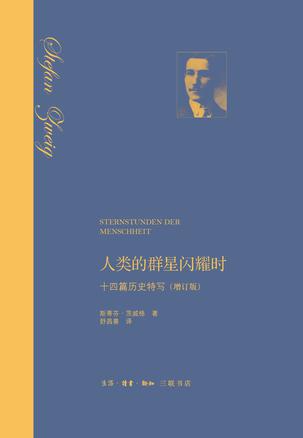 Stefan Zweig
STERNSTUNDEN DER
MENSCHHEIT
人类的群星闪耀时
十四篇历史特写(增订版)
斯蒂芬·茨威格 著
舒昌善 译
生活·读书·新知 三联书店